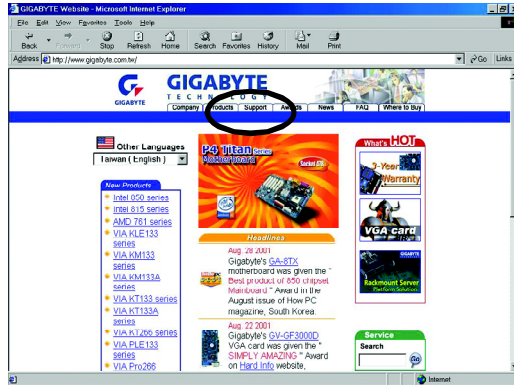 GIGABYTE Website - Microsoft Internet Explorer
File Edit View Favorites Tools Help
Back Forward Stop Refresh Home Search Favorites History Mail Print
Address http://www.gigabyte.com.tw/ Go Links
GIGABYTE
GIGABYTE
TECHNOLOGY
Company Products Support Awards News FAQ Where to Buy
Other Languages
Taiwan ( English )
New Products
Intel 850 series
Intel 815 series
AMD 761 series
VIA KLE133
series
VIA KM133
series
VIA KM133A
series
VIA KT133 series
VIA KT133A
series
VIA KT266 series
VIA PLE133
series
VIA Pro266
P4 Titan Series
Motherboard
Socket 478
Headlines
Aug. 28 2001
Gigabyte's GA-8TX
motherboard was given the "
Best product of 850 chipset
Mainboard " Award in the
August issue of How PC
magazine, South Korea.
Aug. 22 2001
Gigabyte's GV-GF3000D
VGA card was given the "
SIMPLY AMAZING " Award
on Hard Info website,
What's HOT
3-Year
Warranty
VGA card
Rackmount Server
Platform Solution
Service
Search
Go
Internet